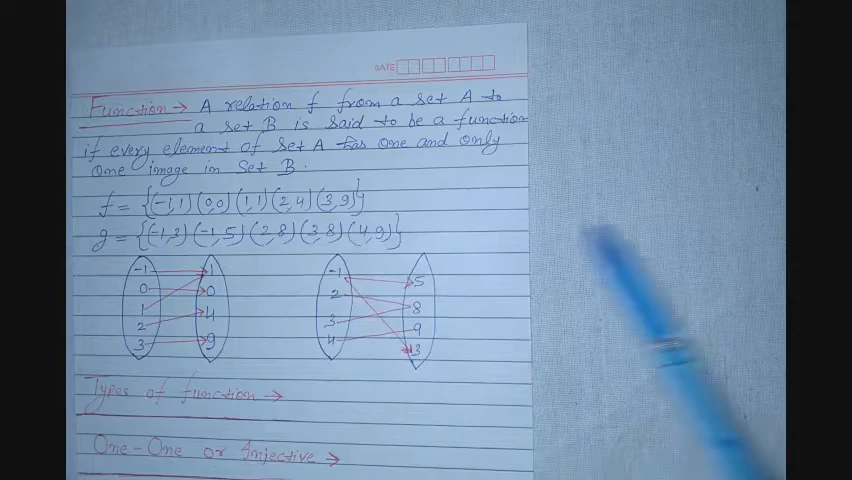 DATE
Function → A relation f from a set A to
a set B is said to be a function
if every element of set A has one and only
one image in Set B.
f = {(-1,1)(0,0)(1,1)(2,4)(3,9)}
g = {(-1,3)(-1,5)(2,8)(3,8)(4,9)}
-1 1 -1 5
0 0 2 8
1 4 3 9
2 9 4 3
3
Types of function →
One-One or Injective →